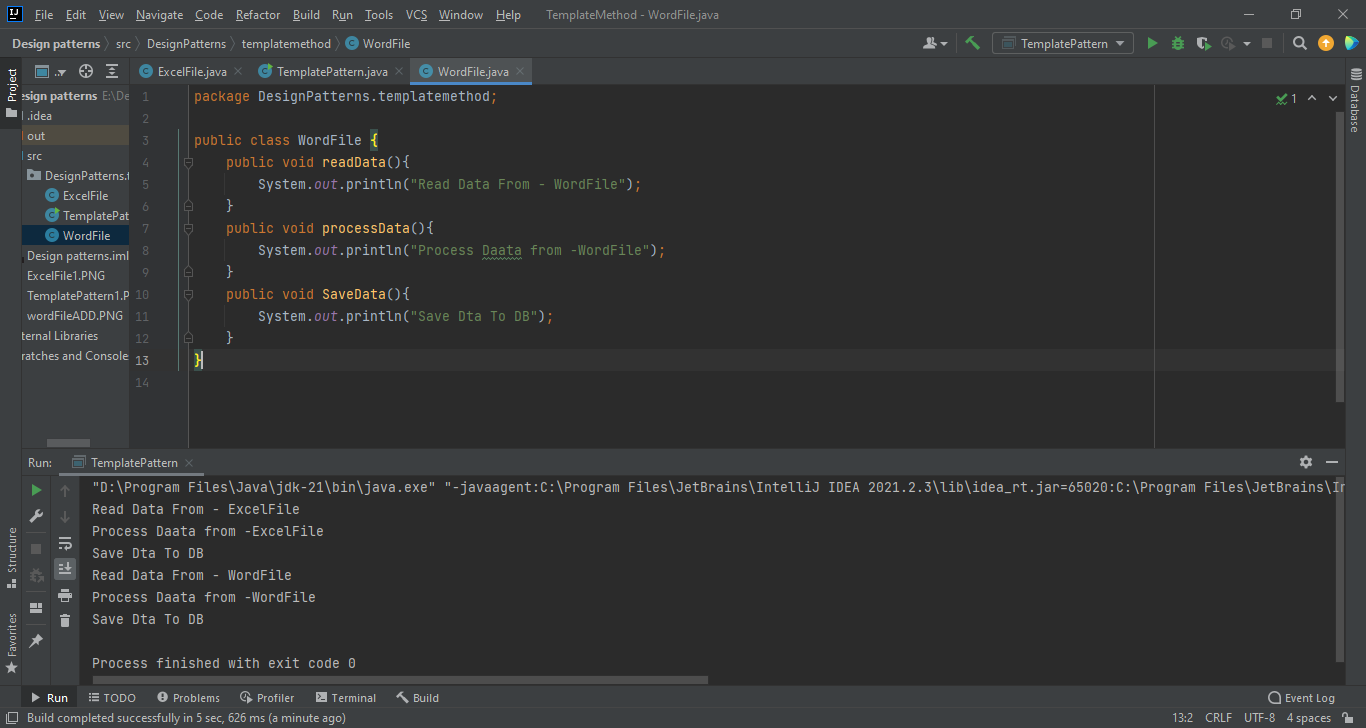 File Edit View Navigate Code Refactor Build Run Tools VCS Window Help TemplateMethod - WordFile.java
Design patterns src DesignPatterns templatemethod WordFile TemplatePattern
Project
ExcelFile.java TemplatePattern.java WordFile.java
esign patterns E:\De
.idea
out
src
DesignPatterns.t
ExcelFile
TemplatePat
WordFile
Design patterns.iml
ExcelFile1.PNG
TemplatePattern1.P
wordFileADD.PNG
ternal Libraries
ratches and Console
1 package DesignPatterns.templatemethod;
2
3 public class WordFile {
4 public void readData(){
5 System.out.println("Read Data From - WordFile");
6 }
7 public void processData(){
8 System.out.println("Process Daata from -WordFile");
9 }
10 public void SaveData(){
11 System.out.println("Save Dta To DB");
12 }
13 }
14
1
Database
Run: TemplatePattern
"D:\Program Files\Java\jdk-21\bin\java.exe" "-javaagent:C:\Program Files\JetBrains\IntelliJ IDEA 2021.2.3\lib\idea_rt.jar=65020:C:\Program Files\JetBrains\In
Read Data From - ExcelFile
Process Daata from -ExcelFile
Save Dta To DB
Read Data From - WordFile
Process Daata from -WordFile
Save Dta To DB
Process finished with exit code 0
Structure
Favorites
Run TODO Problems Profiler Terminal Build Event Log
Build completed successfully in 5 sec, 626 ms (a minute ago) 13:2 CRLF UTF-8 4 spaces